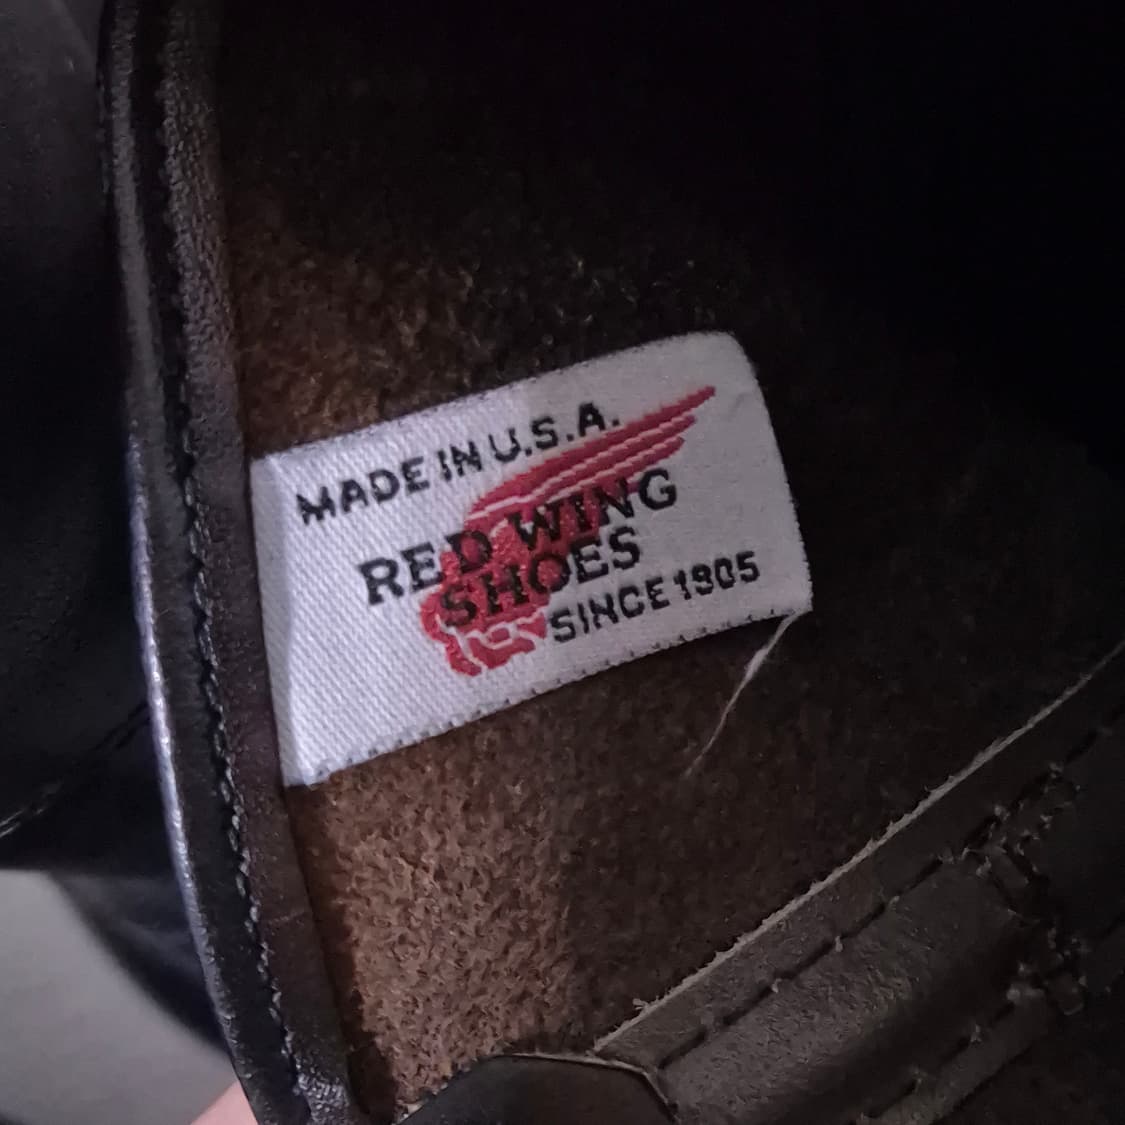 MADE IN U.S.A.
RED WING
SHOES
SINCE 1905